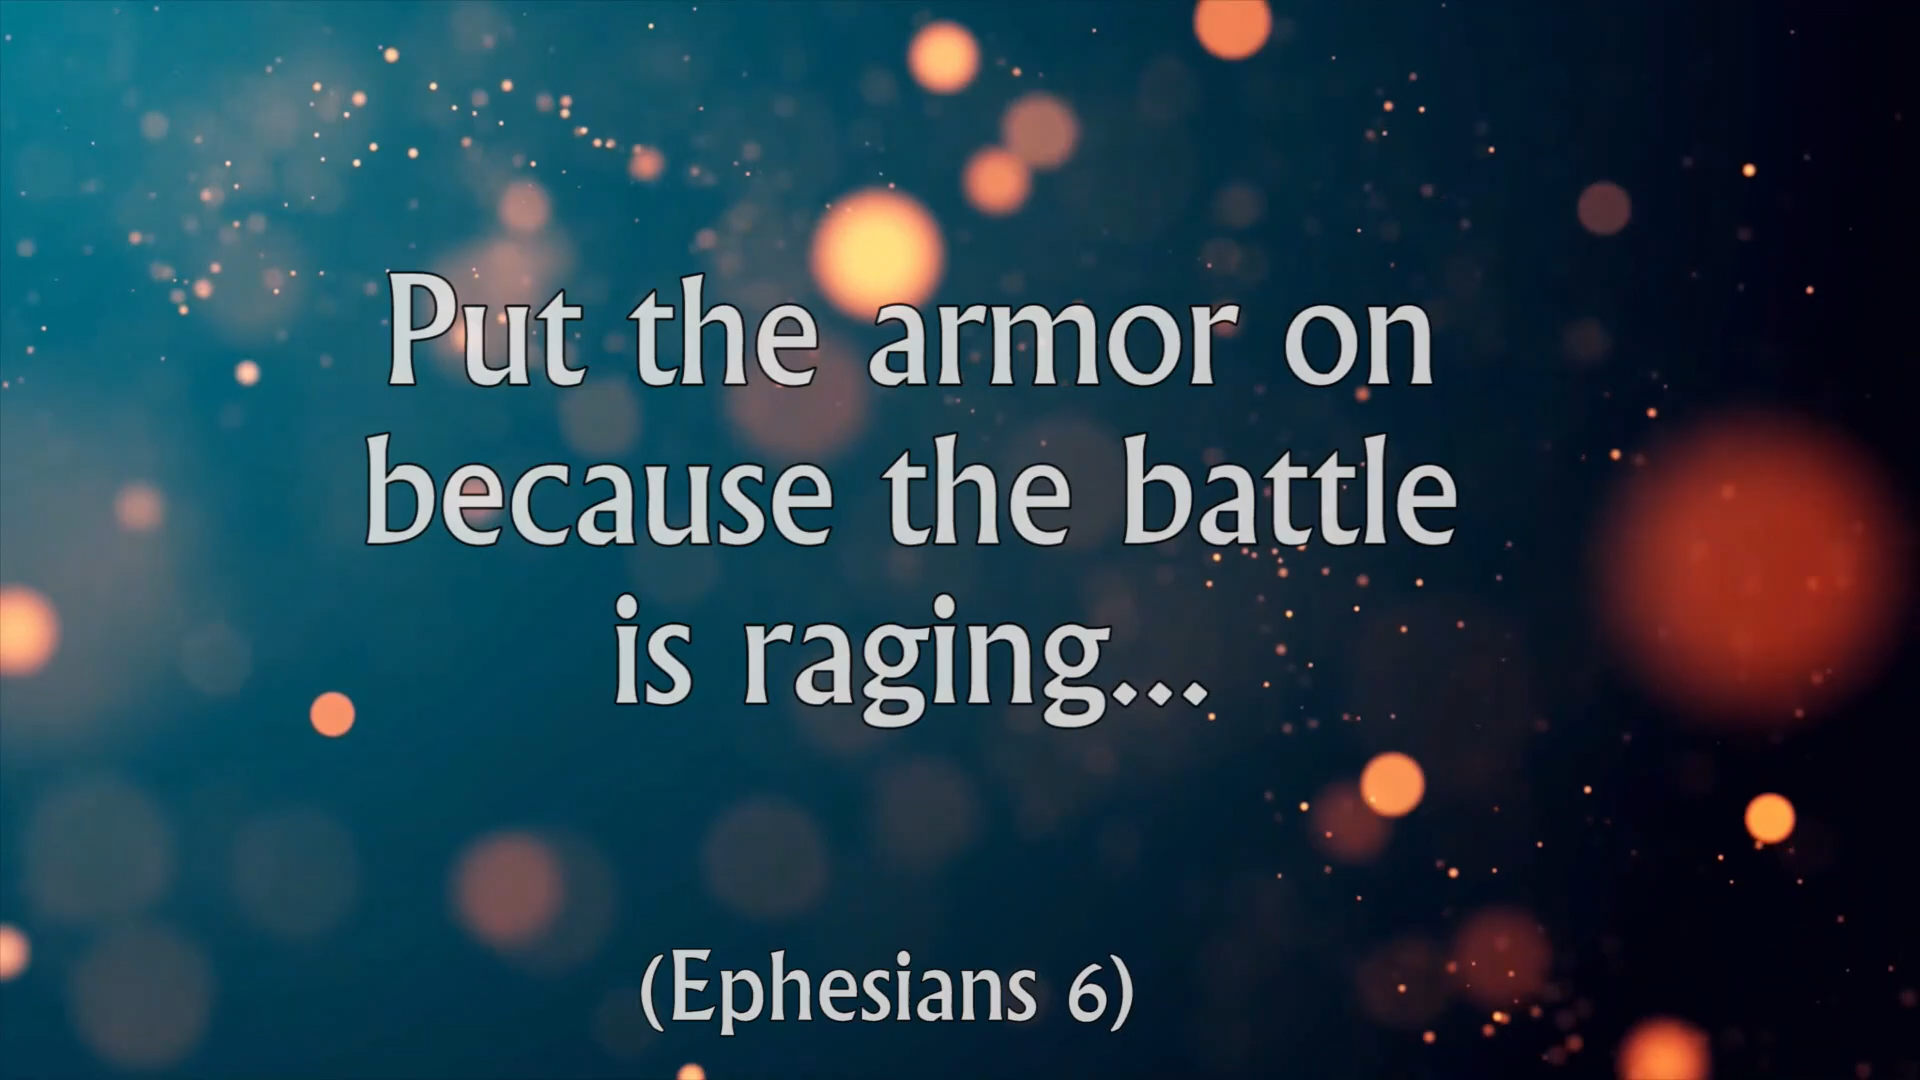 Put the armor on
because the battle
is raging...
(Ephesians 6)